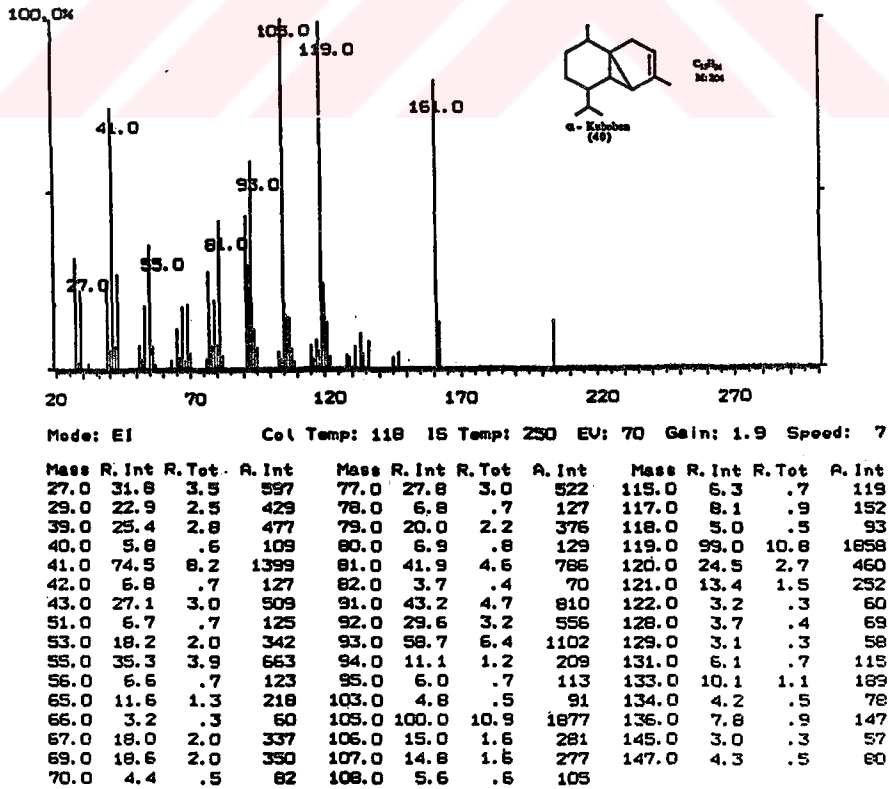 100.0%
105.0
119.0
161.0
41.0
93.0
81.0
55.0
27.0
M:204
α - Kuboben
(40)
20 70 120 170 220 270
Mode: EI Col Temp: 118 IS Temp: 250 EV: 70 Gain: 1.9 Speed: 7
Mass R. Int R. Tot. A. Int Mass R. Int R. Tot A. Int Mass R. Int R. Tot A. Int
27.0 31.8 3.5 597 77.0 27.8 3.0 522 115.0 6.3 .7 119
29.0 22.9 2.5 429 78.0 6.8 .7 127 117.0 8.1 .9 152
39.0 25.4 2.8 477 79.0 20.0 2.2 376 118.0 5.0 .5 93
40.0 5.8 .6 109 80.0 6.9 .8 129 119.0 99.0 10.8 1858
41.0 74.5 8.2 1399 81.0 41.9 4.6 786 120.0 24.5 2.7 460
42.0 6.8 .7 127 82.0 3.7 .4 70 121.0 13.4 1.5 252
43.0 27.1 3.0 509 91.0 43.2 4.7 810 122.0 3.2 .3 60
51.0 6.7 .7 125 92.0 29.6 3.2 556 128.0 3.7 .4 69
53.0 18.2 2.0 342 93.0 58.7 6.4 1102 129.0 3.1 .3 58
55.0 35.3 3.9 663 94.0 11.1 1.2 209 131.0 6.1 .7 115
56.0 6.6 .7 123 95.0 6.0 .7 113 133.0 10.1 1.1 189
65.0 11.6 1.3 218 103.0 4.8 .5 91 134.0 4.2 .5 78
66.0 3.2 .3 60 105.0 100.0 10.9 1877 136.0 7.8 .9 147
67.0 18.0 2.0 337 106.0 15.0 1.6 281 145.0 3.0 .3 57
69.0 18.6 2.0 350 107.0 14.8 1.6 277 147.0 4.3 .5 80
70.0 4.4 .5 82 108.0 5.6 .6 105